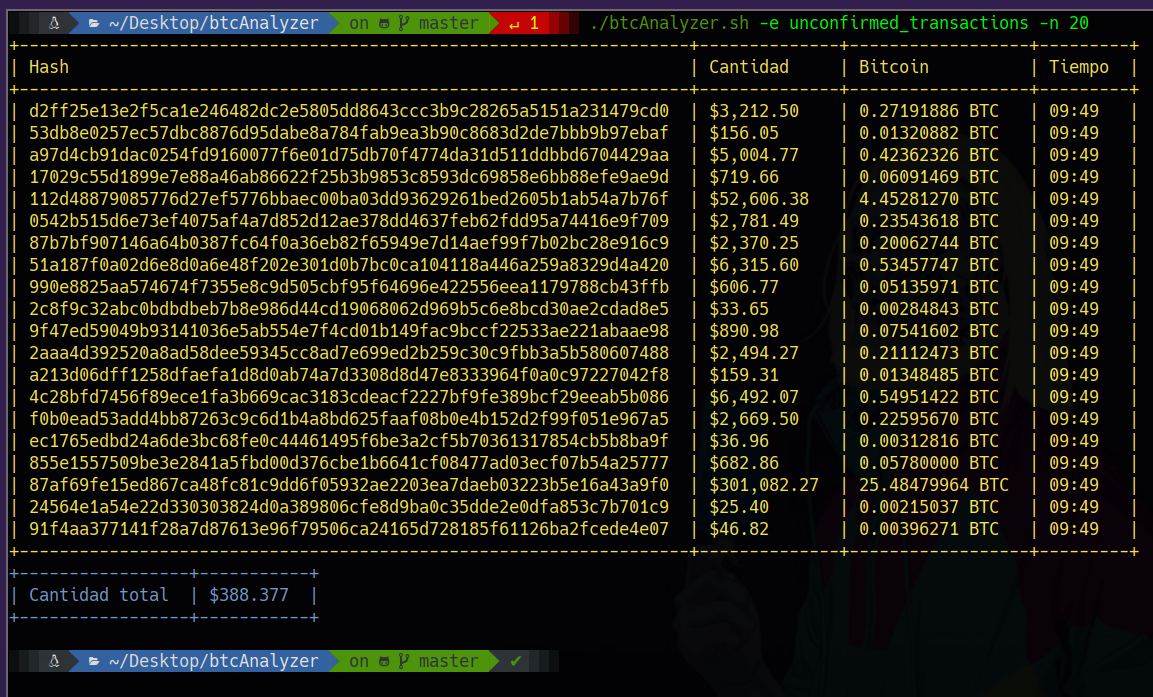 ~/Desktop/btcAnalyzer on master ↵ 1 ./btcAnalyzer.sh -e unconfirmed_transactions -n 20
Hash Cantidad Bitcoin Tiempo
d2ff25e13e2f5ca1e246482dc2e5805dd8643ccc3b9c28265a5151a231479cd0 $3,212.50 0.27191886 BTC 09:49
53db8e0257ec57dbc8876d95dabe8a784fab9ea3b90c8683d2de7bbb9b97ebaf $156.05 0.01320882 BTC 09:49
a97d4cb91dac0254fd9160077f6e01d75db70f4774da31d511ddbbd6704429aa $5,004.77 0.42362326 BTC 09:49
17029c55d1899e7e88a46ab86622f25b3b9853c8593dc69858e6bb88efe9ae9d $719.66 0.06091469 BTC 09:49
112d48879085776d27ef5776bbaec00ba03dd93629261bed2605b1ab54a7b76f $52,606.38 4.45281270 BTC 09:49
0542b515d6e73ef4075af4a7d852d12ae378dd4637feb62fdd95a74416e9f709 $2,781.49 0.23543618 BTC 09:49
87b7bf907146a64b0387fc64f0a36eb82f65949e7d14aef99f7b02bc28e916c9 $2,370.25 0.20062744 BTC 09:49
51a187f0a02d6e8d0a6e48f202e301d0b7bc0ca104118a446a259a8329d4a420 $6,315.60 0.53457747 BTC 09:49
990e8825aa574674f7355e8c9d505cbf95f64696e422556eea1179788cb43ffb $606.77 0.05135971 BTC 09:49
2c8f9c32abc0bdbdbeb7b8e986d44cd19068062d969b5c6e8bcd30ae2cdad8e5 $33.65 0.00284843 BTC 09:49
9f47ed59049b93141036e5ab554e7f4cd01b149fac9bccf22533ae221abaae98 $890.98 0.07541602 BTC 09:49
2aaa4d392520a8ad58dee59345cc8ad7e699ed2b259c30c9fbb3a5b580607488 $2,494.27 0.21112473 BTC 09:49
a213d06dff1258dfaefa1d8d0ab74a7d3308d8d47e8333964f0a0c97227042f8 $159.31 0.01348485 BTC 09:49
4c28bfd7456f89ece1fa3b669cac3183cdeacf2227bf9fe389bcf29eeab5b086 $6,492.07 0.54951422 BTC 09:49
f0b0ead53add4bb87263c9c6d1b4a8bd625faaf08b0e4b152d2f99f051e967a5 $2,669.50 0.22595670 BTC 09:49
ec1765edbd24a6de3bc68fe0c44461495f6be3a2cf5b70361317854cb5b8ba9f $36.96 0.00312816 BTC 09:49
855e1557509be3e2841a5fbd00d376cbe1b6641cf08477ad03ecf07b54a25777 $682.86 0.05780000 BTC 09:49
87af69fe15ed867ca48fc81c9dd6f05932ae2203ea7daeb03223b5e16a43a9f0 $301,082.27 25.48479964 BTC 09:49
24564e1a54e22d330303824d0a389806cfe8d9ba0c35dde2e0dfa853c7b701c9 $25.40 0.00215037 BTC 09:49
91f4aa377141f28a7d87613e96f79506ca24165d728185f61126ba2fcede4e07 $46.82 0.00396271 BTC 09:49
Cantidad total $388.377
~/Desktop/btcAnalyzer on master ✔